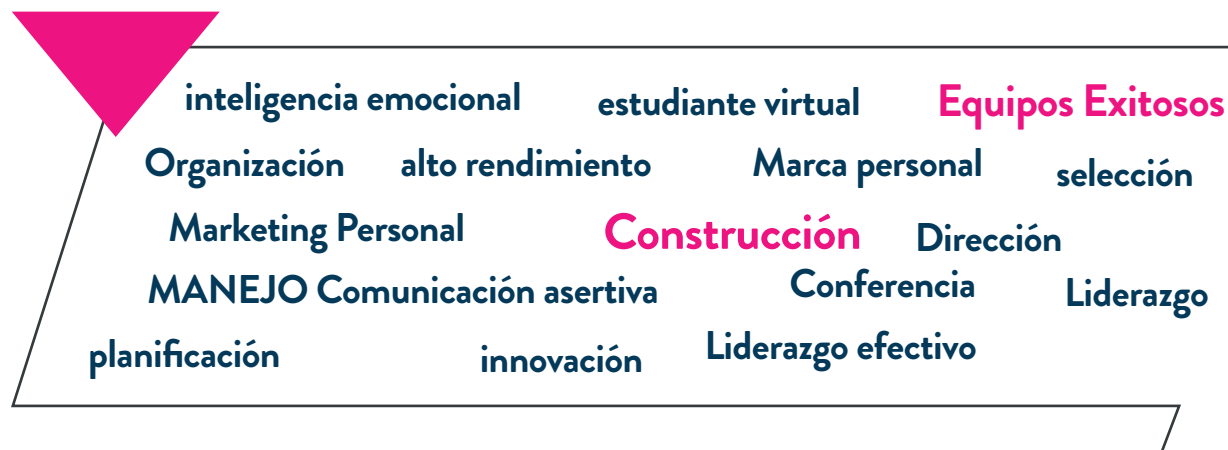 inteligencia emocional
estudiante virtual
Equipos Exitosos
Organización
alto rendimiento
Marca personal
selección
Marketing Personal
Construcción
Dirección
MANEJO Comunicación asertiva
Conferencia
Liderazgo
planificación
innovación
Liderazgo efectivo